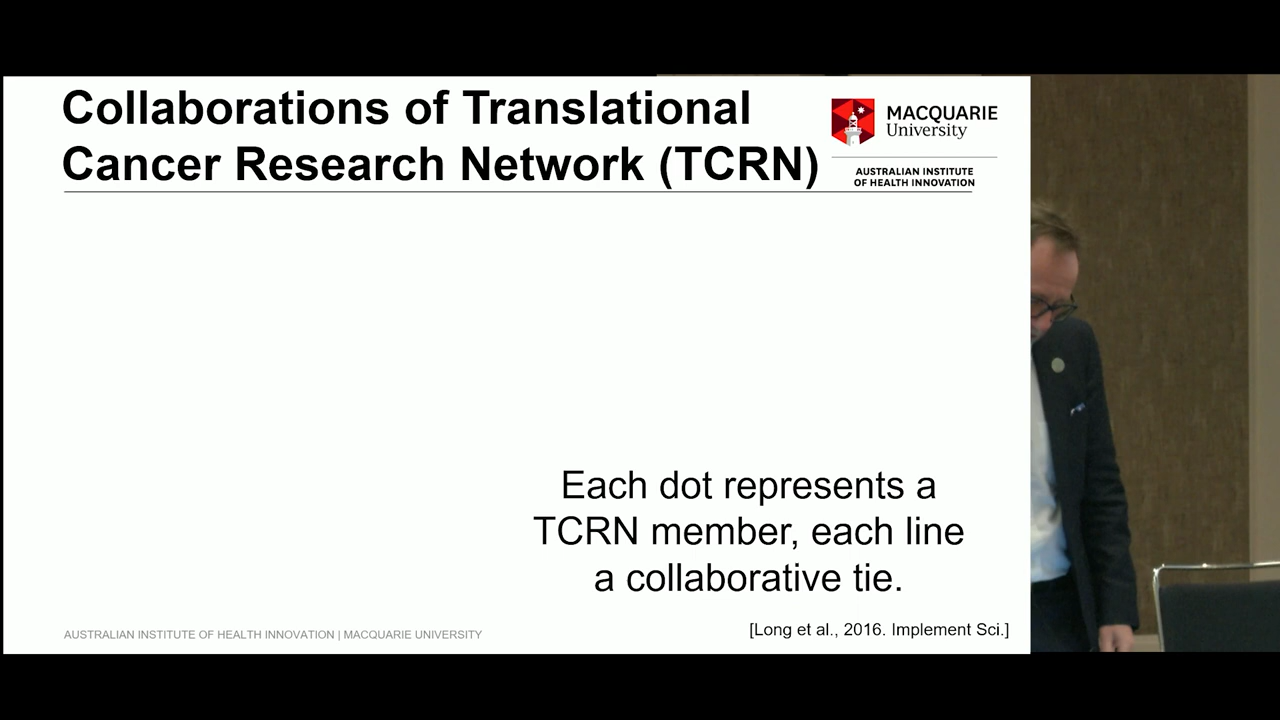 Collaborations of Translational
Cancer Research Network (TCRN)
MACQUARIE
University
AUSTRALIAN INSTITUTE
OF HEALTH INNOVATION
Each dot represents a
TCRN member, each line
a collaborative tie.
[Long et al., 2016. Implement Sci.]
AUSTRALIAN INSTITUTE OF HEALTH INNOVATION | MACQUARIE UNIVERSITY